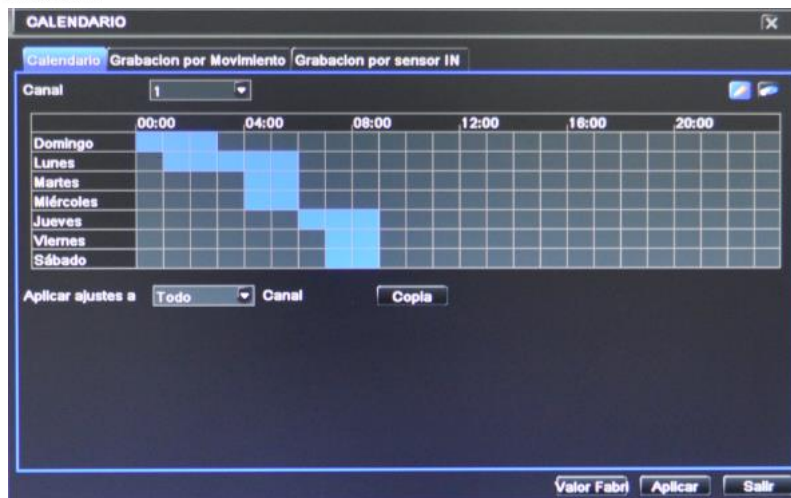 CALENDARIO
Calendario Grabacion por Movimiento Grabacion por sensor IN
Canal 1
00:00 04:00 08:00 12:00 16:00 20:00
Domingo
Lunes
Martes
Miércoles
Jueves
Viernes
Sábado
Aplicar ajustes a Todo Canal Copia
Valor Fabri Aplicar Salir